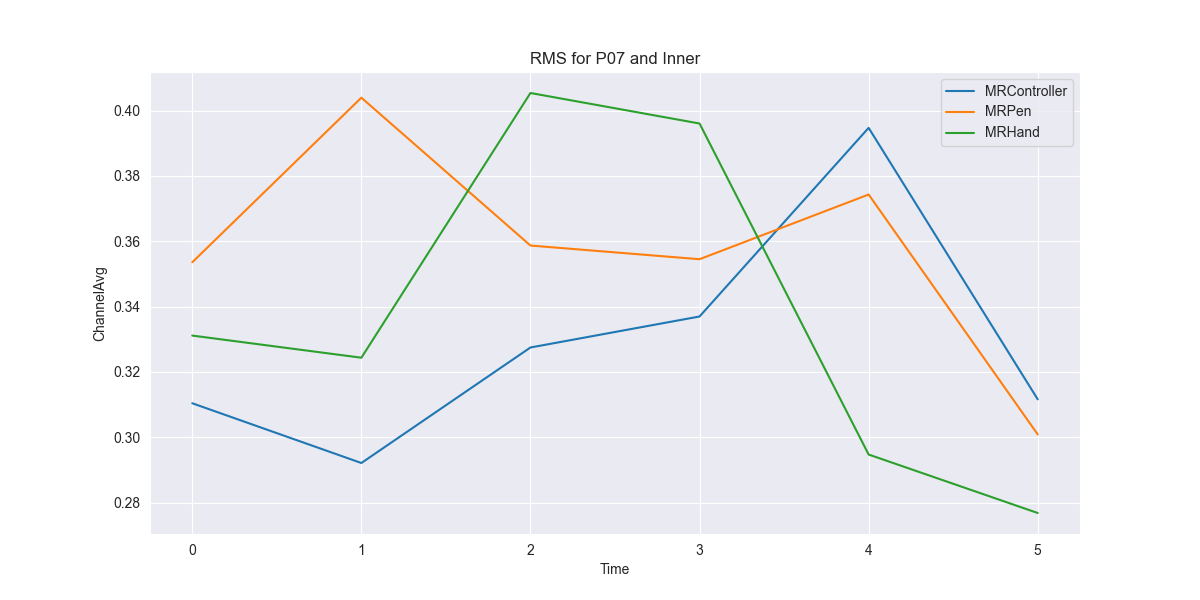 RMS for P07 and Inner
MRController
MRPen
MRHand
0.40
0.38
0.36
0.34
0.32
0.30
0.28
ChannelAvg
0 1 2 3 4 5
Time